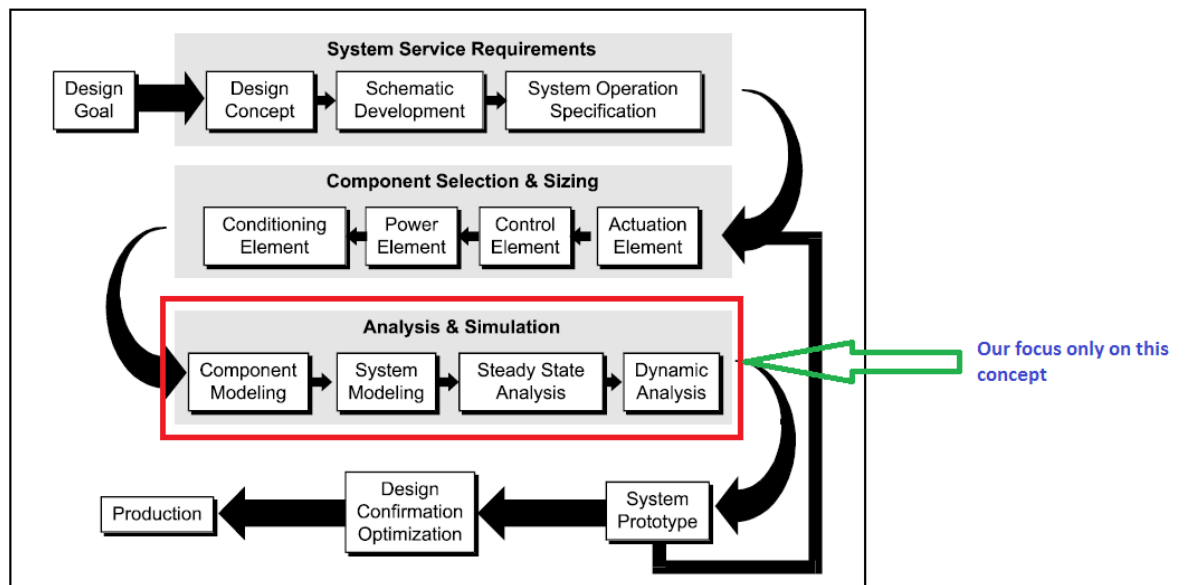 System Service Requirements
Design
Goal
Design
Concept
Schematic
Development
System Operation
Specification
Component Selection & Sizing
Conditioning
Element
Power
Element
Control
Element
Actuation
Element
Analysis & Simulation
Component
Modeling
System
Modeling
Steady State
Analysis
Dynamic
Analysis
Our focus only on this
concept
Production
Design
Confirmation
Optimization
System
Prototype